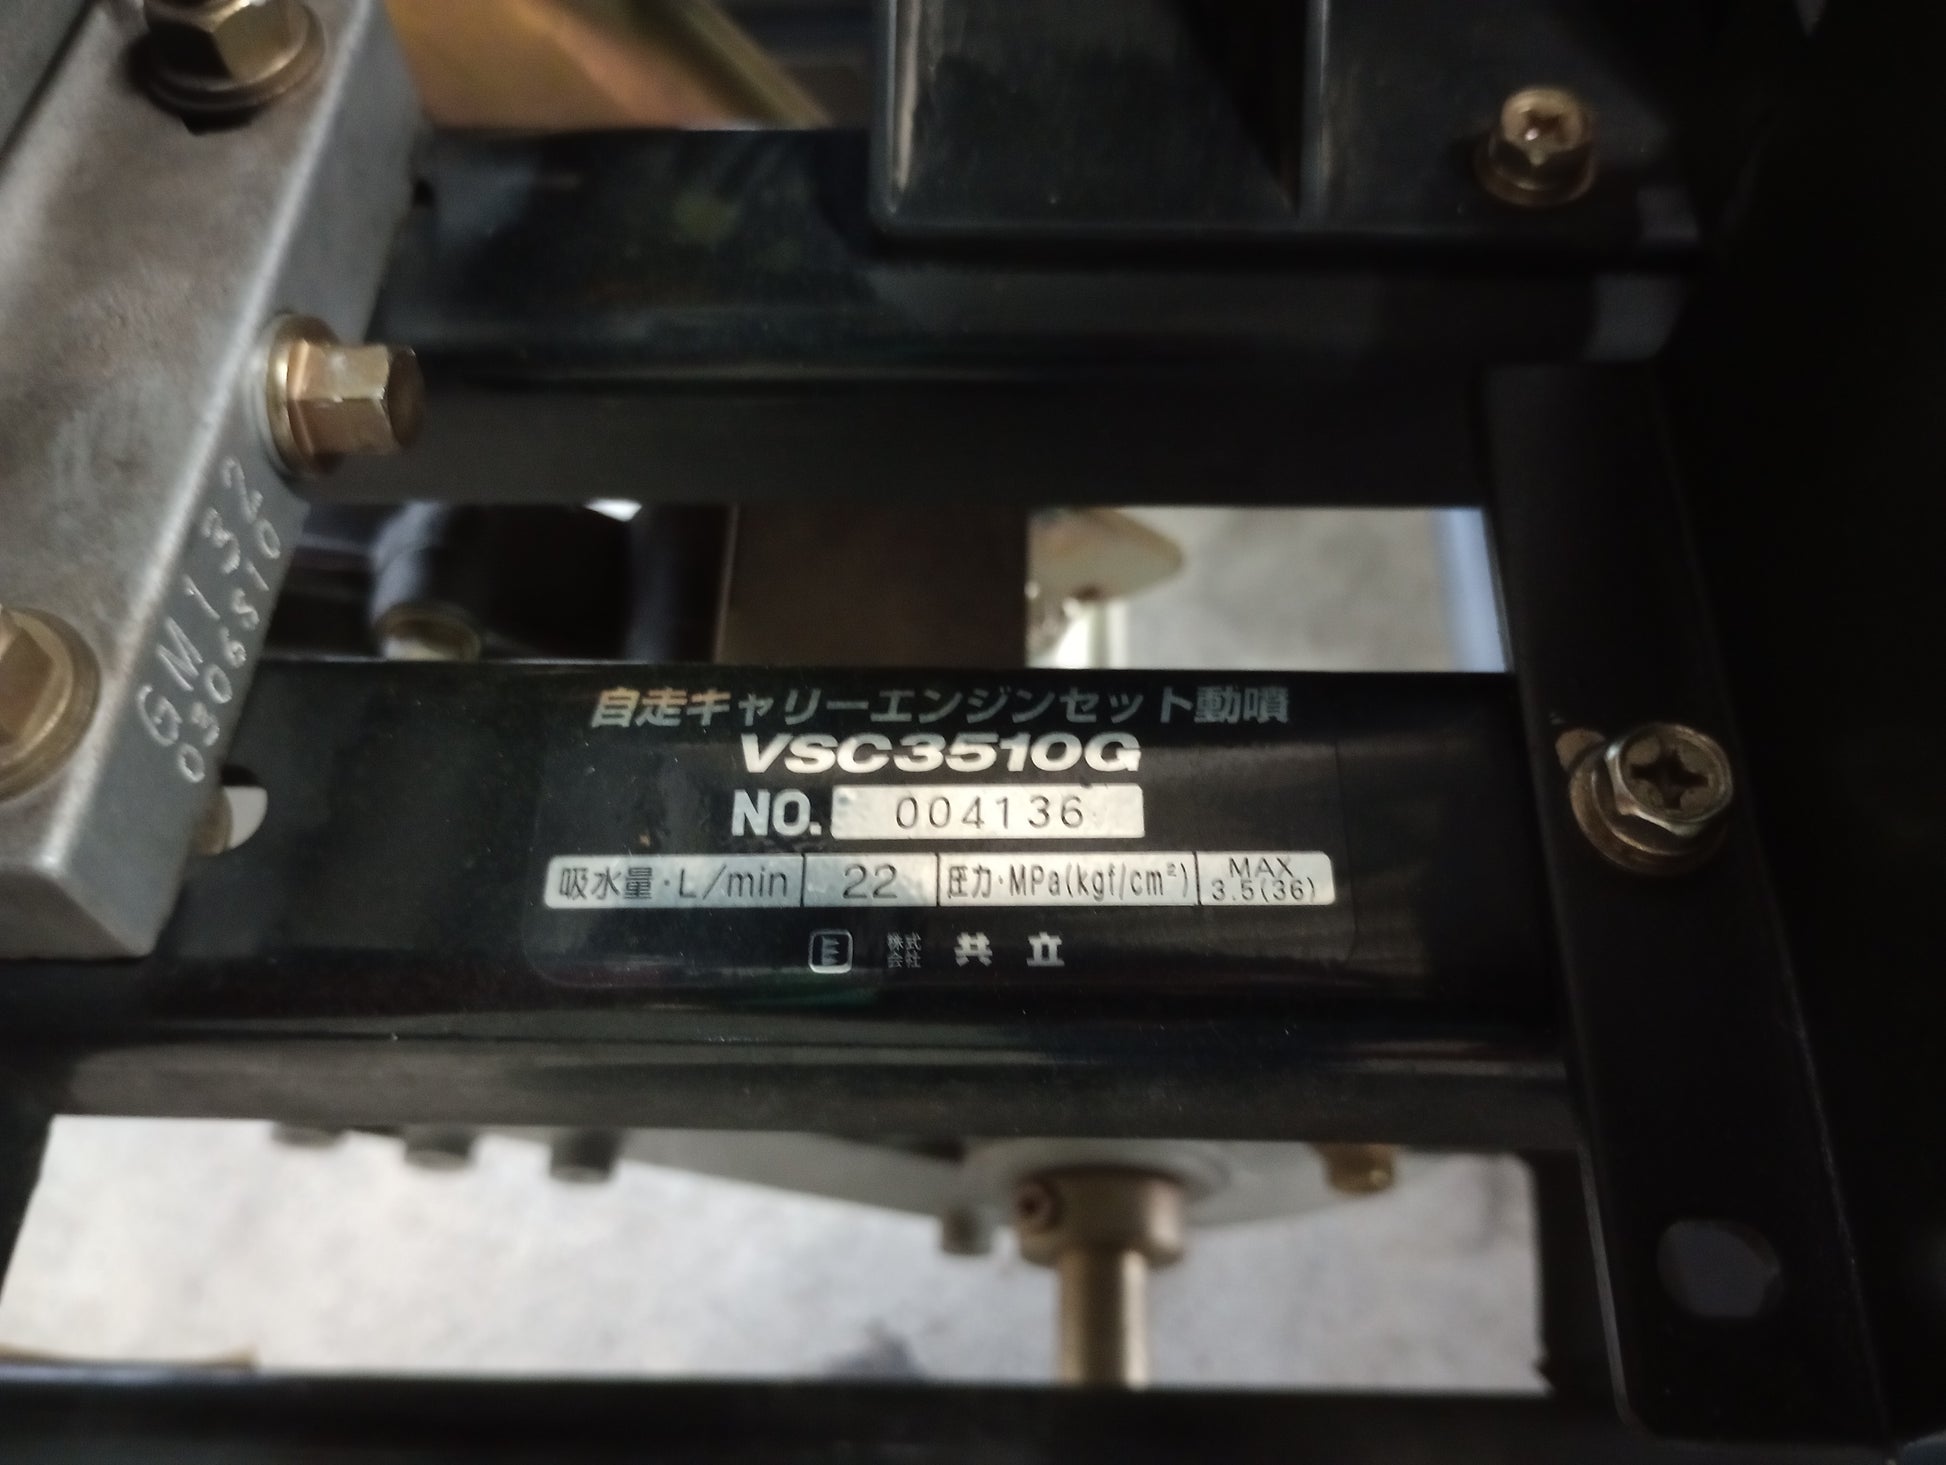 GM132
0306S10
自走キャリーエンジンセット動噴
VSC3510G
NO. 004136
吸水量・L/min 22 圧力・MPa(kgf/cm²) MAX 3.5(36)
E 株式会社 共立